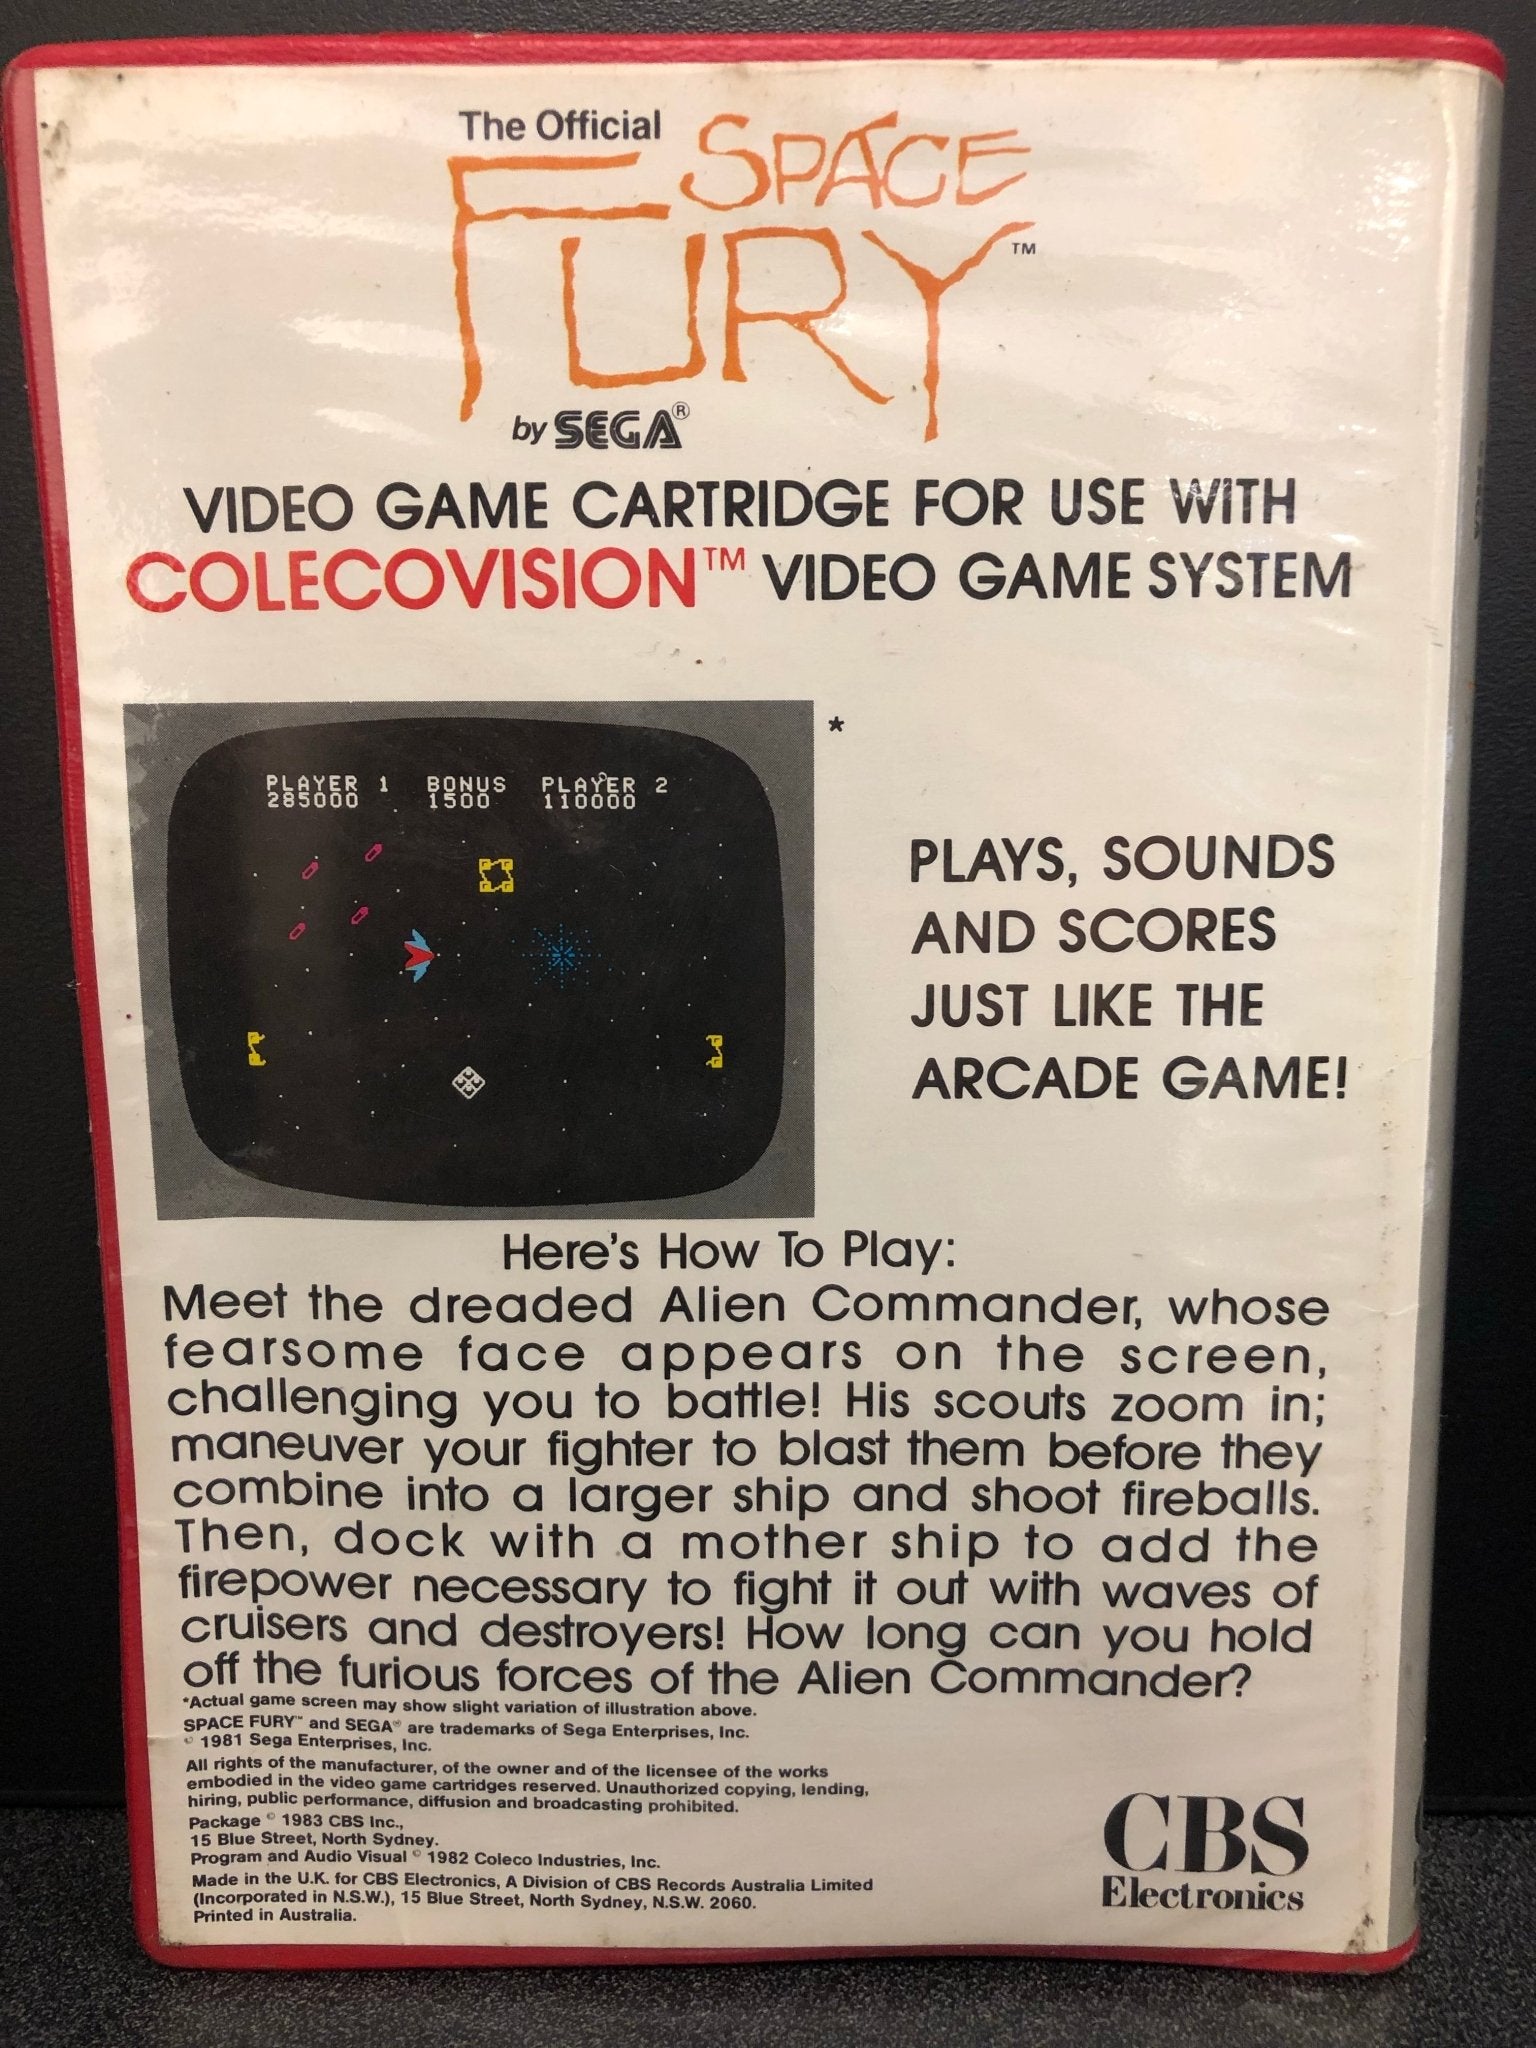 The Official
SPACE
FURY™
by SEGA®
VIDEO GAME CARTRIDGE FOR USE WITH
COLECOVISION™ VIDEO GAME SYSTEM
*
PLAYER 1 BONUS PLAYER 2
285000 1500 110000
PLAYS, SOUNDS
AND SCORES
JUST LIKE THE
ARCADE GAME!
Here's How To Play:
Meet the dreaded Alien Commander, whose
fearsome face appears on the screen,
challenging you to battle! His scouts zoom in;
maneuver your fighter to blast them before they
combine into a larger ship and shoot fireballs.
Then, dock with a mother ship to add the
firepower necessary to fight it out with waves of
cruisers and destroyers! How long can you hold
off the furious forces of the Alien Commander?
*Actual game screen may show slight variation of illustration above.
SPACE FURY™ and SEGA® are trademarks of Sega Enterprises, Inc.
© 1981 Sega Enterprises, Inc.
All rights of the manufacturer, of the owner and of the licensee of the works
embodied in the video game cartridges reserved. Unauthorized copying, lending,
hiring, public performance, diffusion and broadcasting prohibited.
Package © 1983 CBS Inc.,
15 Blue Street, North Sydney.
Program and Audio Visual © 1982 Coleco Industries, Inc.
Made in the U.K. for CBS Electronics, A Division of CBS Records Australia Limited
(Incorporated in N.S.W.), 15 Blue Street, North Sydney, N.S.W. 2060.
Printed in Australia.
CBS
Electronics